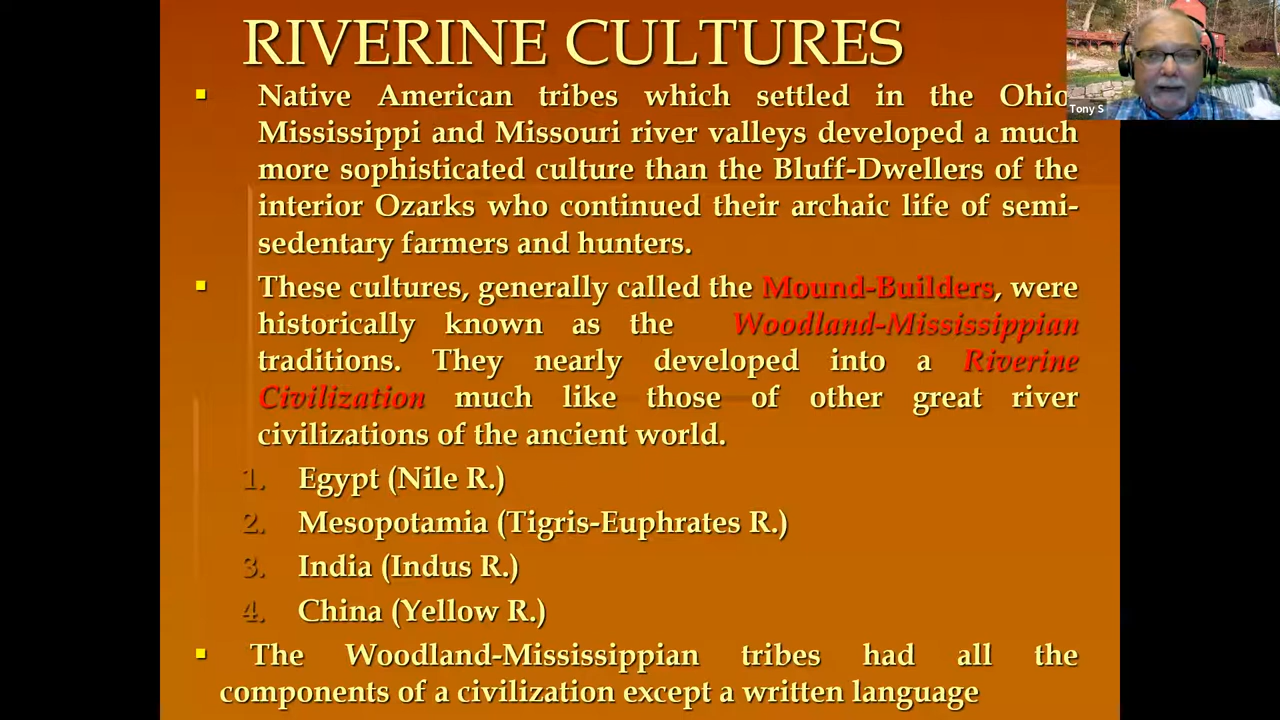 RIVERINE CULTURES
▪ Native American tribes which settled in the Ohio
Mississippi and Missouri river valleys developed a much
more sophisticated culture than the Bluff-Dwellers of the
interior Ozarks who continued their archaic life of semi-
sedentary farmers and hunters.
▪ These cultures, generally called the Mound-Builders, were
historically known as the Woodland-Mississippian
traditions. They nearly developed into a Riverine
Civilization much like those of other great river
civilizations of the ancient world.
1. Egypt (Nile R.)
2. Mesopotamia (Tigris-Euphrates R.)
3. India (Indus R.)
4. China (Yellow R.)
▪ The Woodland-Mississippian tribes had all the
components of a civilization except a written language
Tony S